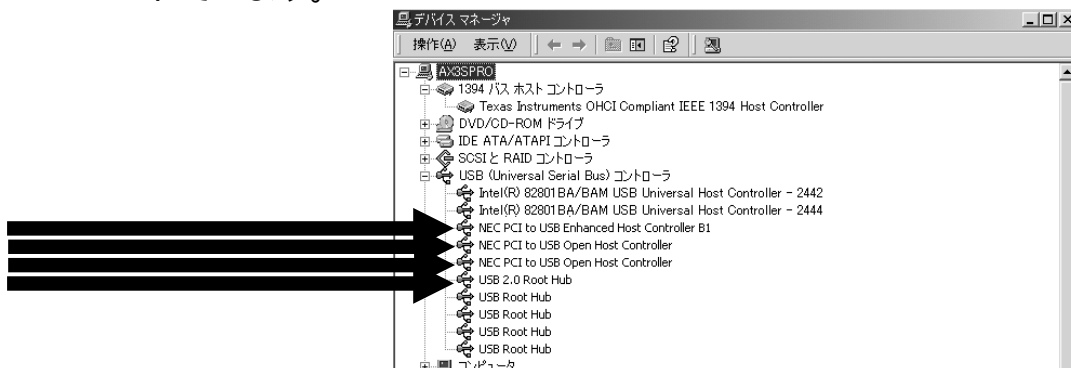 デバイス マネージャ
操作(A) 表示(V)
AX3SPRO
1394 バス ホスト コントローラ
Texas Instruments OHCI Compliant IEEE 1394 Host Controller
DVD/CD-ROM ドライブ
IDE ATA/ATAPI コントローラ
SCSI と RAID コントローラ
USB (Universal Serial Bus) コントローラ
Intel(R) 82801BA/BAM USB Universal Host Controller - 2442
Intel(R) 82801BA/BAM USB Universal Host Controller - 2444
NEC PCI to USB Enhanced Host Controller B1
NEC PCI to USB Open Host Controller
NEC PCI to USB Open Host Controller
USB 2.0 Root Hub
USB Root Hub
USB Root Hub
USB Root Hub
USB Root Hub
コンピュータ